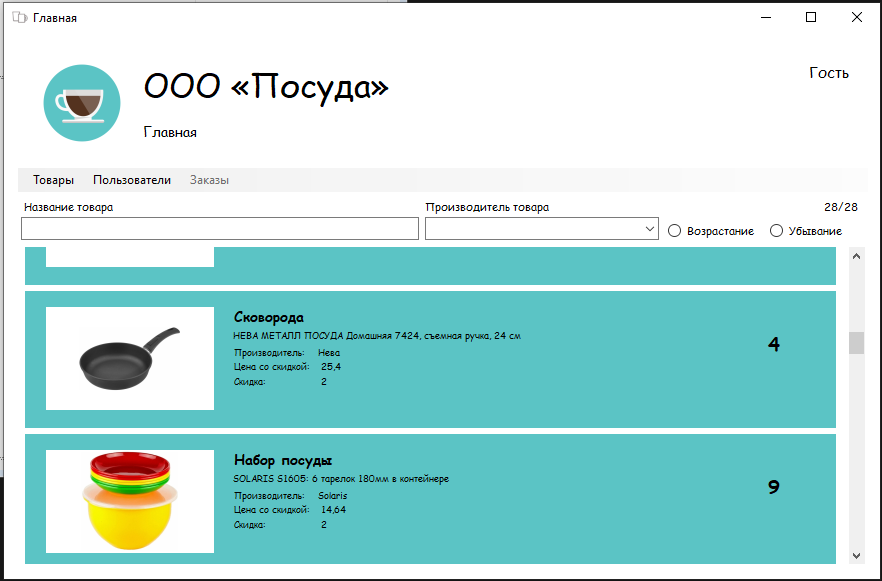 Главная
ООО «Посуда»
Гость
Главная
Товары Пользователи Заказы
Название товара Производитель товара 28/28
Возрастание Убывание
Сковорода
НЕВА МЕТАЛЛ ПОСУДА Домашняя 7424, съемная ручка, 24 см
Производитель: Нева
Цена со скидкой: 25,4
Скидка: 2
4
Набор посуды
SOLARIS S1605: 6 тарелок 180мм в контейнере
Производитель: Solaris
Цена со скидкой: 14,64
Скидка: 2
9